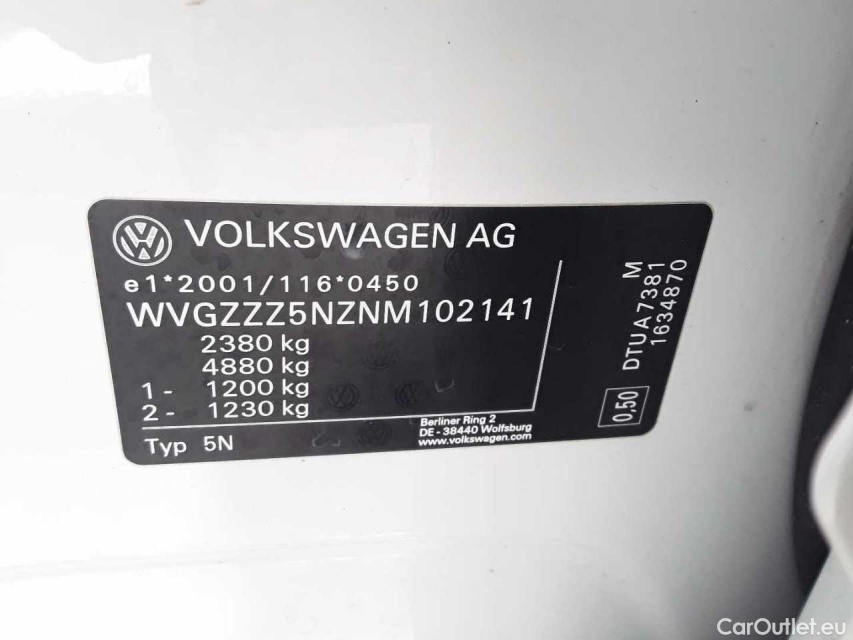 VOLKSWAGEN AG
e1*2001/116*0450
WVGZZZ5NZNM102141
2380 kg
4880 kg
1- 1200 kg
2- 1230 kg
Typ 5N
Berliner Ring 2
DE - 38440 Wolfsburg
www.volkswagen.com
M
DTUA7381
1634870
0,50
CarOutlet.eu